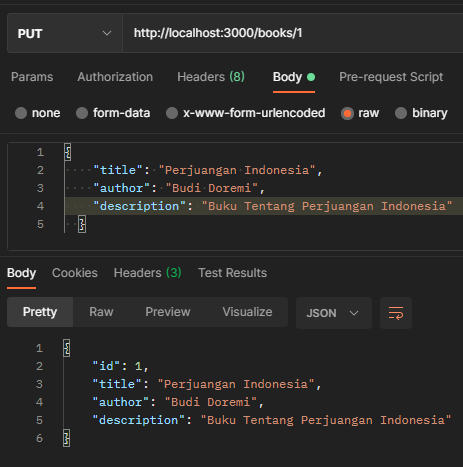 PUT http://localhost:3000/books/1
Params Authorization Headers (8) Body Pre-request Script
none form-data x-www-form-urlencoded raw binary
1 {
2 "title": "Perjuangan Indonesia",
3 "author": "Budi Doremi",
4 "description": "Buku Tentang Perjuangan Indonesia"
5 }
Body Cookies Headers (3) Test Results
Pretty Raw Preview Visualize JSON
1 {
2 "id": 1,
3 "title": "Perjuangan Indonesia",
4 "author": "Budi Doremi",
5 "description": "Buku Tentang Perjuangan Indonesia"
6 }